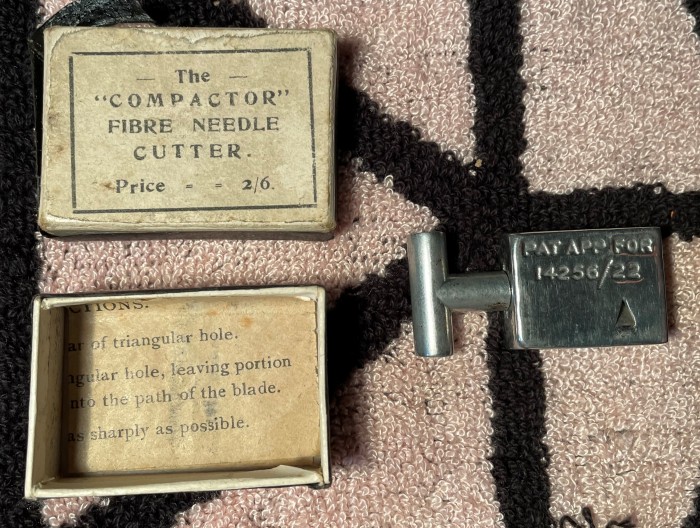 — The —
"COMPACTOR"
FIBRE NEEDLE
CUTTER.
Price = = 2/6.
PAT APP FOR
14256/22
CTIONS.
ar of triangular hole.
ngular hole, leaving portion
nto the path of the blade.
as sharply as possible.